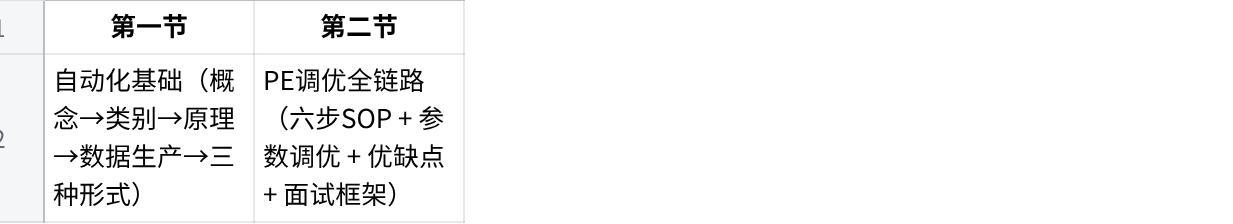 1
第一节
第二节
2
自动化基础（概
念→类别→原理
→数据生产→三
种形式）
PE调优全链路
（六步SOP + 参
数调优 + 优缺点
+ 面试框架）